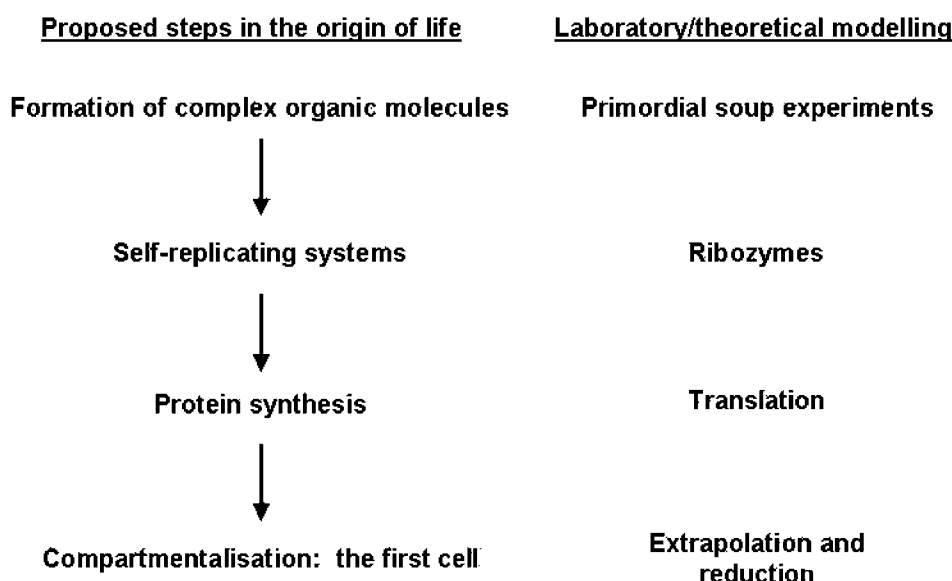 Proposed steps in the origin of life
Laboratory/theoretical modelling
Formation of complex organic molecules
Primordial soup experiments
Self-replicating systems
Ribozymes
Protein synthesis
Translation
Compartmentalisation: the first cell
Extrapolation and
reduction